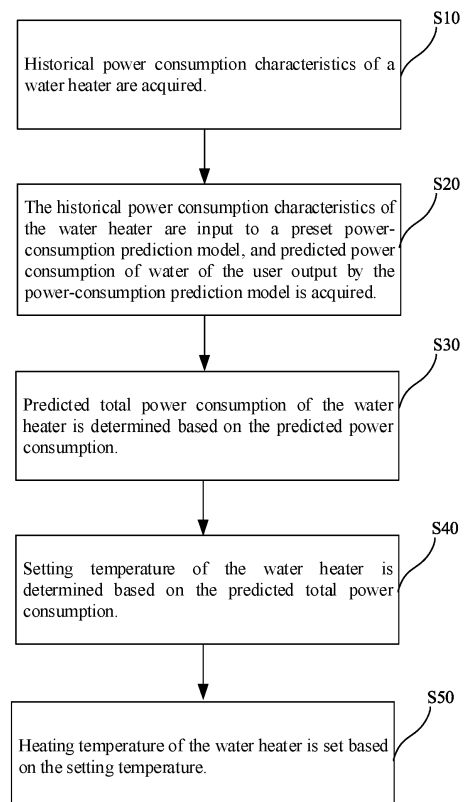 S10
Historical power consumption characteristics of a
water heater are acquired.
S20
The historical power consumption characteristics of
the water heater are input to a preset power-
consumption prediction model, and predicted power
consumption of water of the user output by the
power-consumption prediction model is acquired.
S30
Predicted total power consumption of the water
heater is determined based on the predicted power
consumption.
S40
Setting temperature of the water heater is
determined based on the predicted total power
consumption.
S50
Heating temperature of the water heater is set based
on the setting temperature.